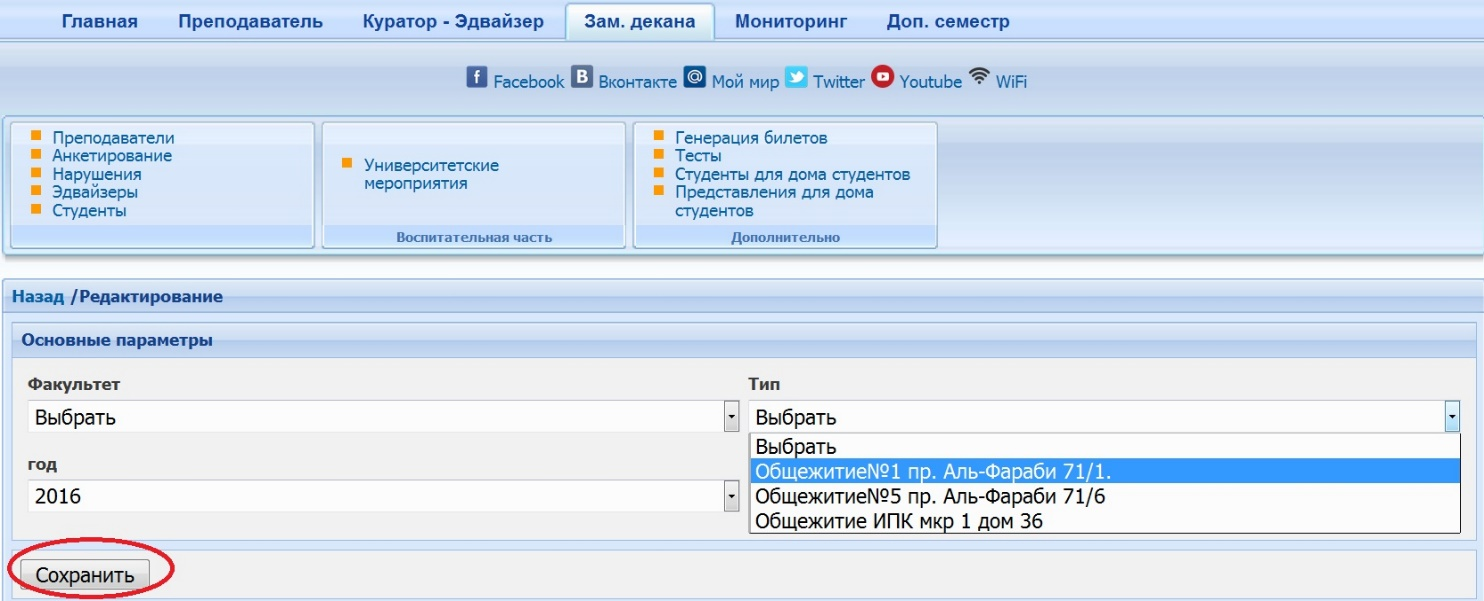 Главная Преподаватель Куратор - Эдвайзер Зам. декана Мониторинг Доп. семестр
Facebook Вконтакте Мой мир Twitter Youtube WiFi
Преподаватели
Анкетирование
Нарушения
Эдвайзеры
Студенты
Университетские
мероприятия
Воспитательная часть
Генерация билетов
Тесты
Студенты для дома студентов
Представления для дома
студентов
Дополнительно
Назад /Редактирование
Основные параметры
Факультет
Выбрать
год
2016
Тип
Выбрать
Выбрать
Общежитие№1 пр. Аль-Фараби 71/1.
Общежитие№5 пр. Аль-Фараби 71/6
Общежитие ИПК мкр 1 дом 36
Сохранить